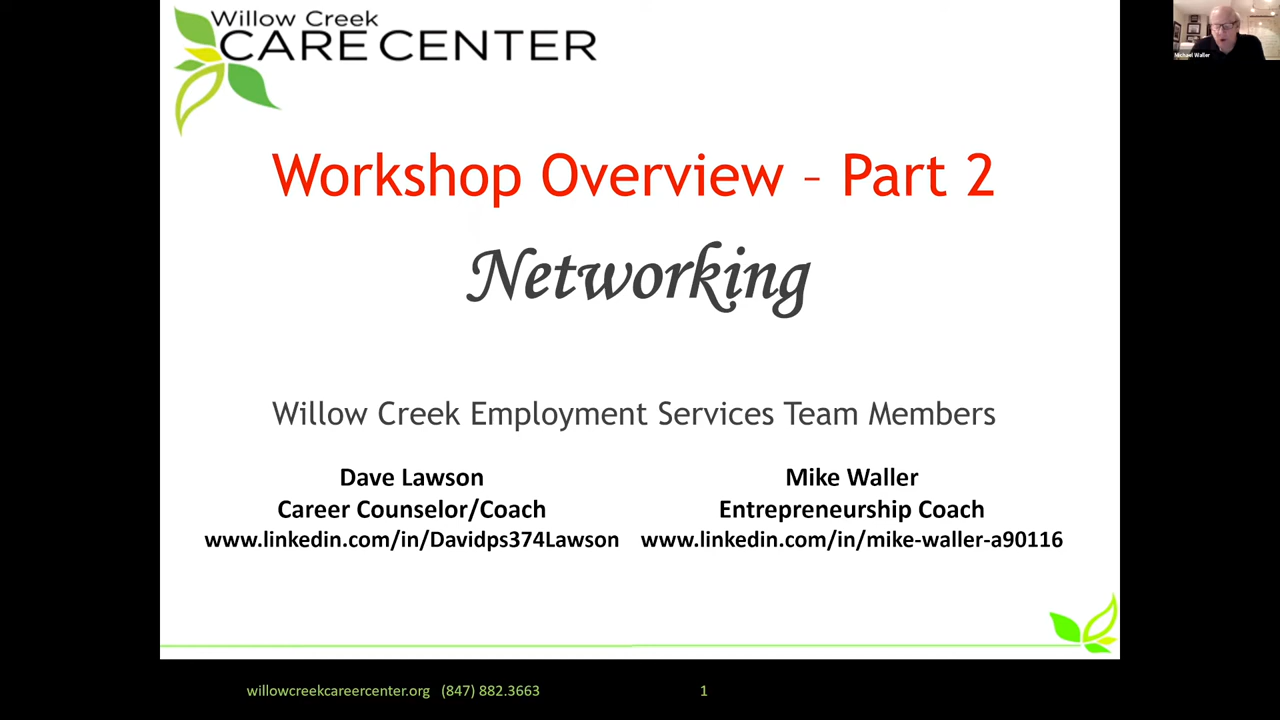 Willow Creek
CARE CENTER
Michael Waller
Workshop Overview – Part 2
Networking
Willow Creek Employment Services Team Members
Dave Lawson
Career Counselor/Coach
www.linkedin.com/in/Davidps374Lawson
Mike Waller
Entrepreneurship Coach
www.linkedin.com/in/mike-waller-a90116
willowcreekcareercenter.org (847) 882.3663
1